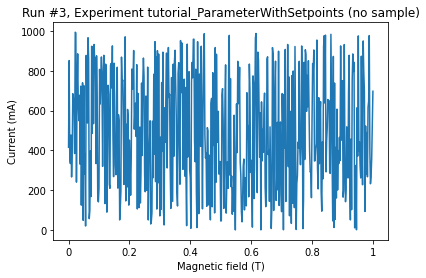 Run #3, Experiment tutorial_ParameterWithSetpoints (no sample)
1000
800
600
400
200
0
Current (mA)
0 0.2 0.4 0.6 0.8 1
Magnetic field (T)